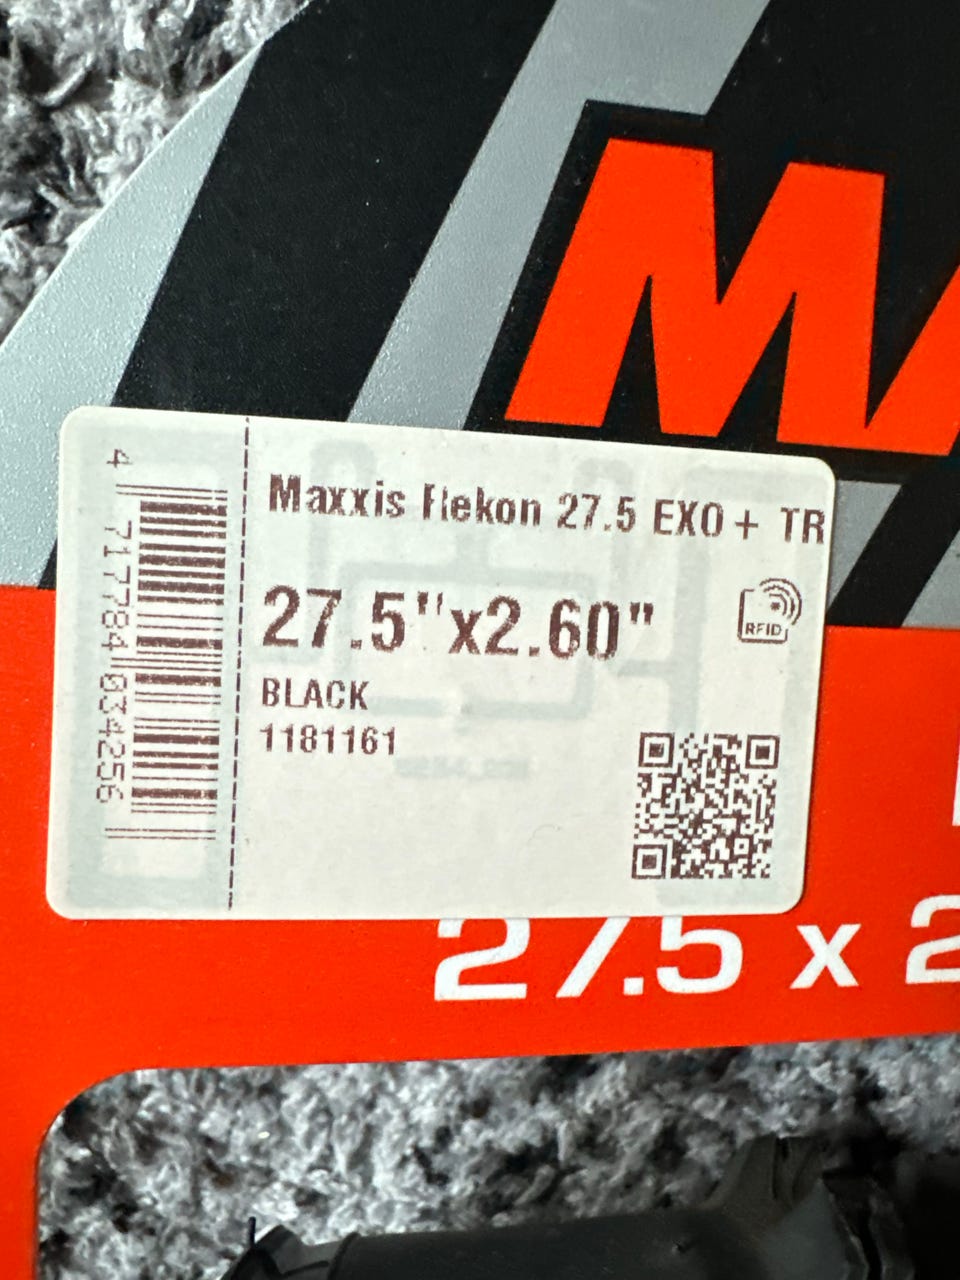 MA
Maxxis Rekon 27.5 EXO + TR
27.5"x2.60"
RFID
BLACK
1181161
4 717784 034256
27.5 x 2